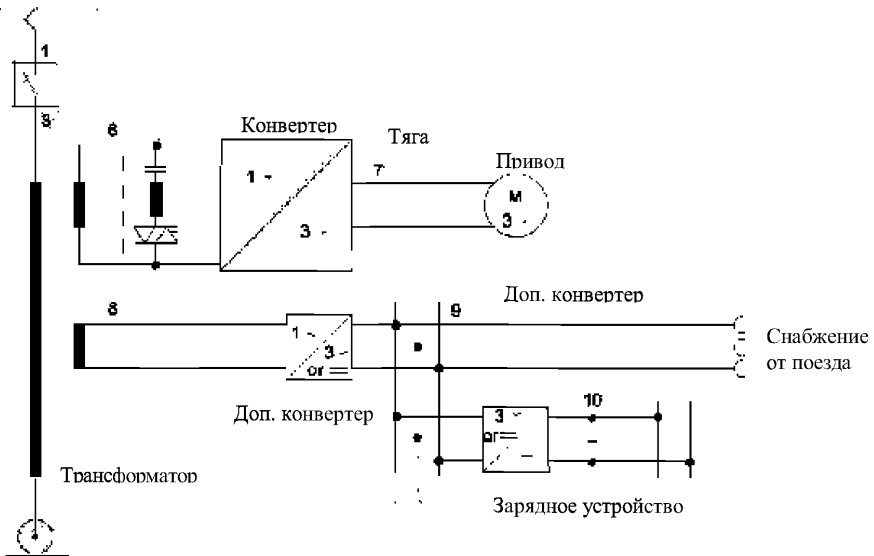 1
3
6
Конвертер
Тяга
7
Привод
1 ~
3 ~
М
3 ~
8
9
Доп. конвертер
1 ~
3 ~
or =
Снабжение
от поезда
Доп. конвертер
10
3 ~
or =
Трансформатор
Зарядное устройство